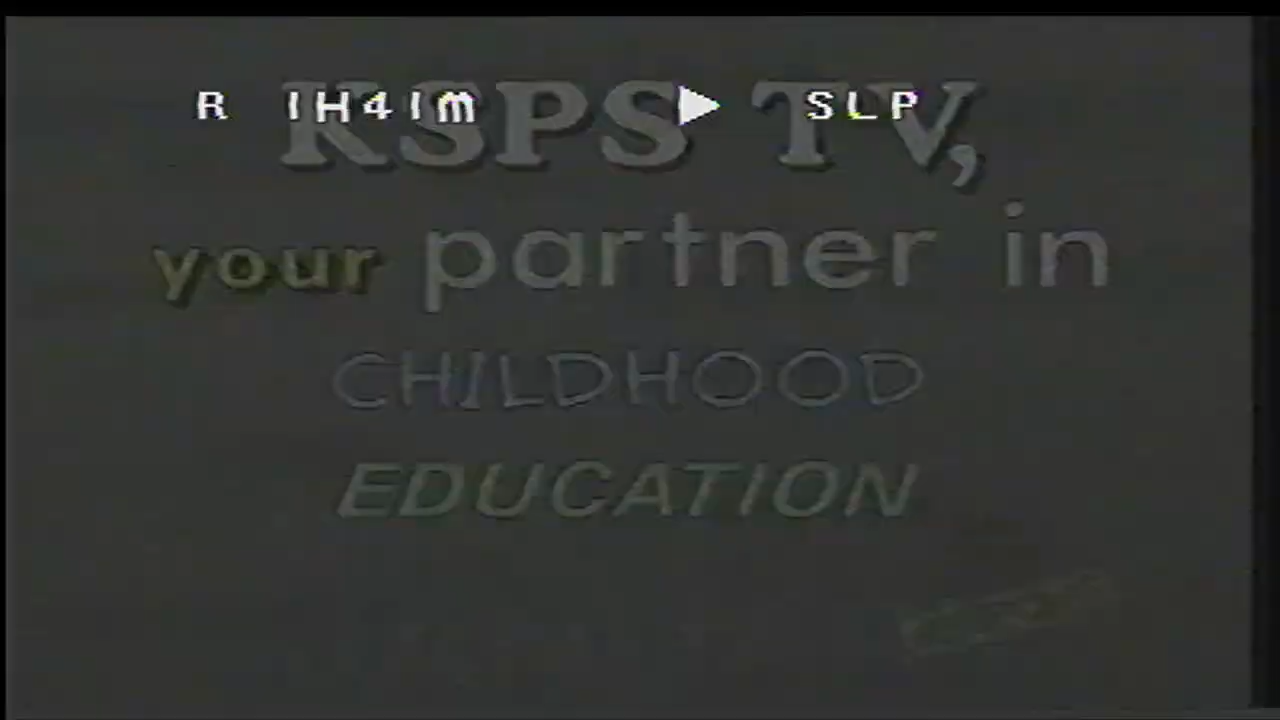 R 1H41M ▶ SLP
KSPS TV,
your partner in
CHILDHOOD
EDUCATION